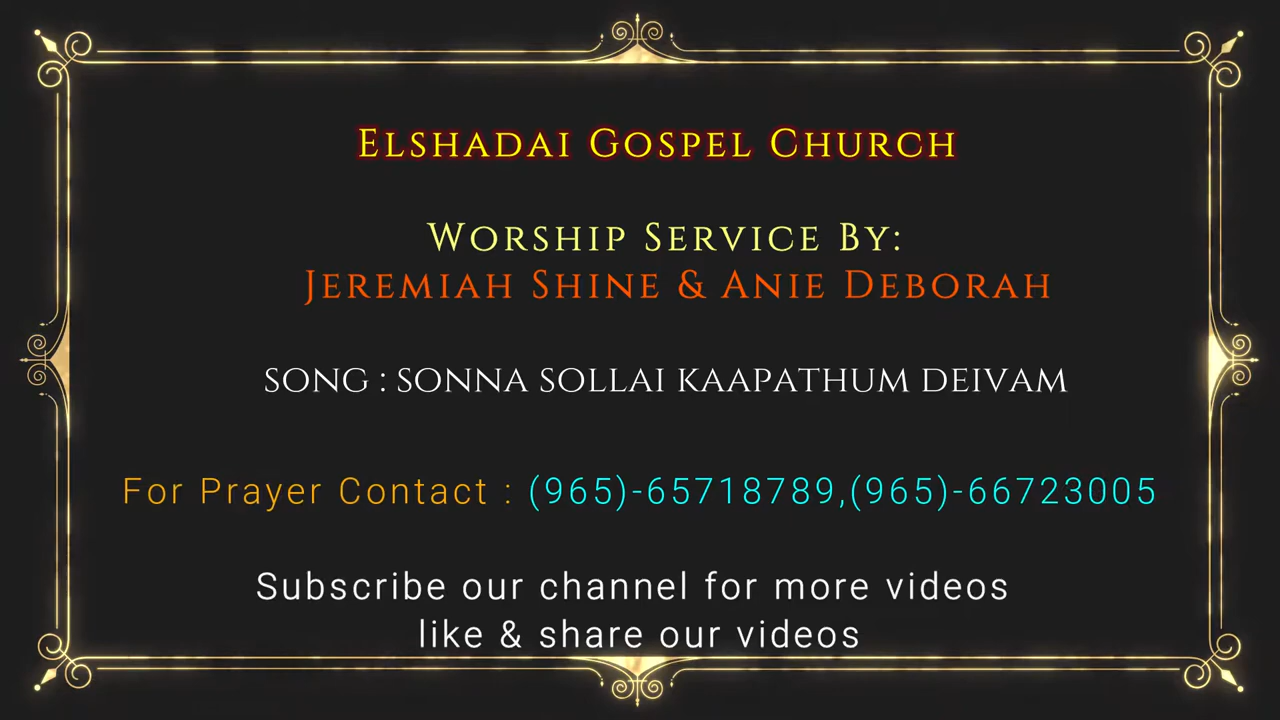 Elshadai Gospel Church
Worship Service By:
Jeremiah Shine & Anie Deborah
SONG : SONNA SOLLAI KAAPATHUM DEIVAM
For Prayer Contact : (965)-65718789,(965)-66723005
Subscribe our channel for more videos
like & share our videos